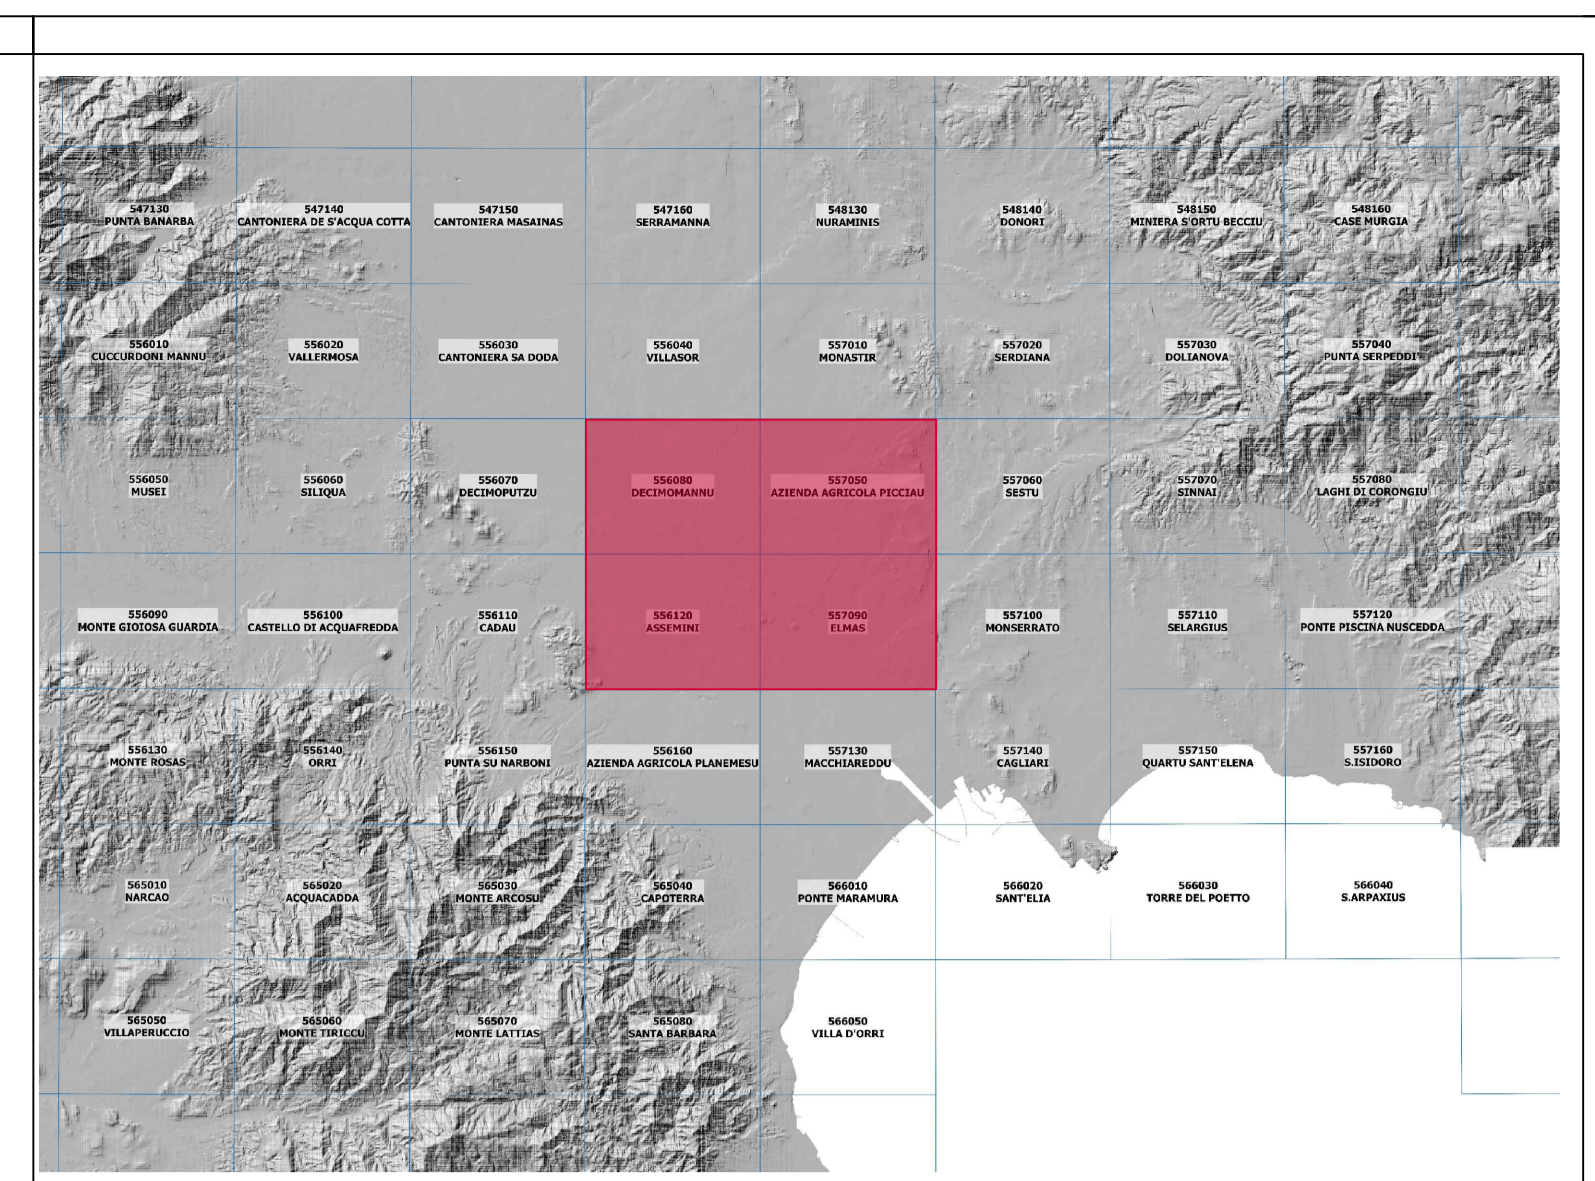 547130
PUNTA BANARBA
547140
CANTONIERA DE S'ACQUA COTTA
547150
CANTONIERA MASAINAS
547160
SERRAMANNA
548130
NURAMINIS
548140
DONORI
548150
MINIERA S'ORTU BECCIU
548160
CASE MURGIA
556010
CUCCURDONI MANNU
556020
VALLERMOSA
556030
CANTONIERA SA DODA
556040
VILLASOR
557010
MONASTIR
557020
SERDIANA
557030
DOLIANOVA
557040
PUNTA SERPEDDI'
556050
MUSEI
556060
SILIQUA
556070
DECIMOPUTZU
556080
DECIMOMANNU
557050
AZIENDA AGRICOLA PICCIAU
557060
SESTU
557070
SINNAI
557080
LAGHI DI CORONGIU
556090
MONTE GIOIOSA GUARDIA
556100
CASTELLO DI ACQUAFREDDA
556110
CADAU
556120
ASSEMINI
557090
ELMAS
557100
MONSERRATO
557110
SELARGIUS
557120
PONTE PISCINA NUSCEDDA
556130
MONTE ROSAS
556140
ORRI
556150
PUNTA SU NARBONI
556160
AZIENDA AGRICOLA PLANEMESU
557130
MACCHIAREDDU
557140
CAGLIARI
557150
QUARTU SANT'ELENA
557160
S.ISIDORO
565010
NARCAO
565020
ACQUACADDA
565030
MONTE ARCOSU
565040
CAPOTERRA
566010
PONTE MARAMURA
566020
SANT'ELIA
566030
TORRE DEL POETTO
566040
S.ARPAXIUS
565050
VILLAPERUCCIO
565060
MONTE TIRICCU
565070
MONTE LATTIAS
565080
SANTA BARBARA
566050
VILLA D'ORRI